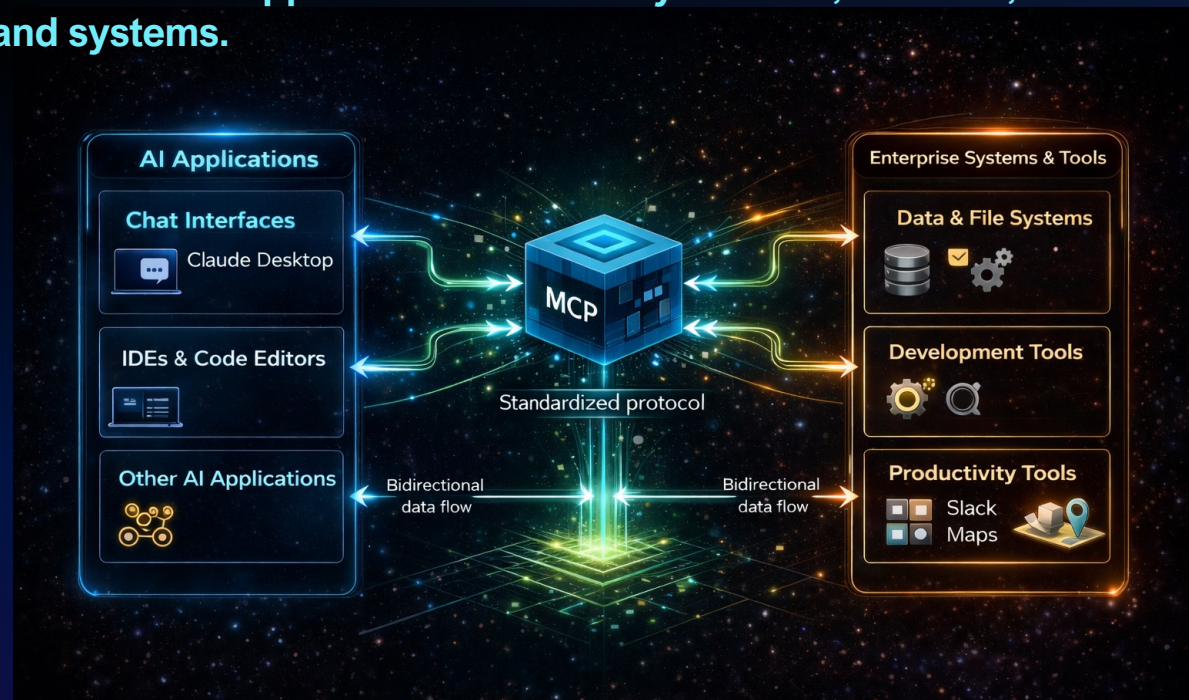 and systems.
AI Applications
Chat Interfaces
Claude Desktop
IDEs & Code Editors
Other AI Applications
MCP
Standardized protocol
Bidirectional
data flow
Bidirectional
data flow
Enterprise Systems & Tools
Data & File Systems
Development Tools
Productivity Tools
Slack
Maps